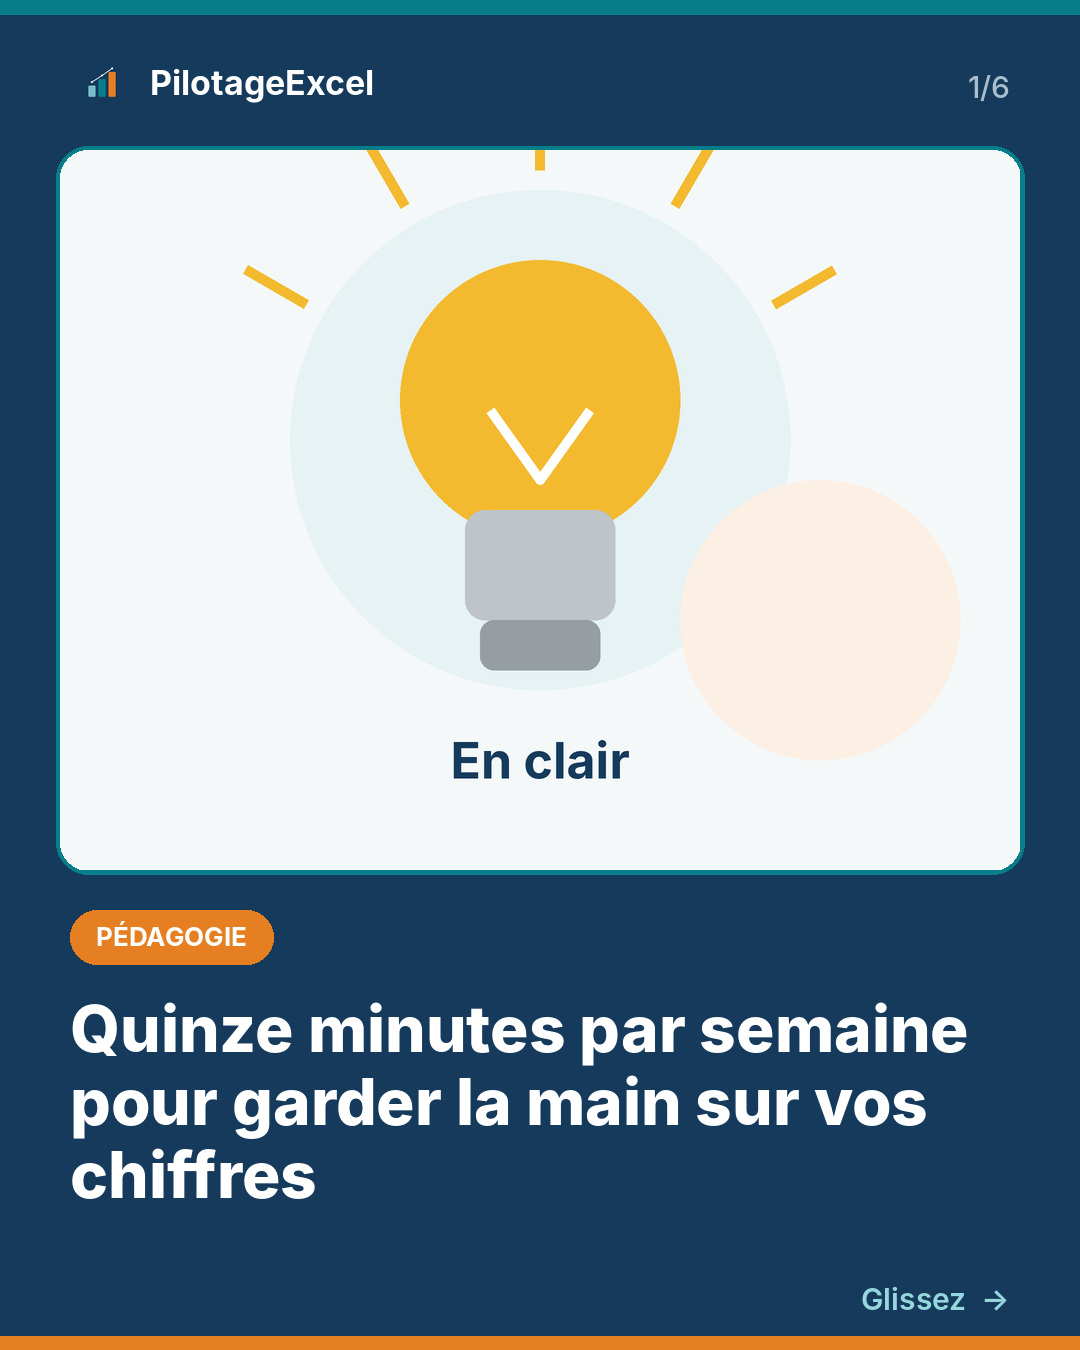 PilotageExcel
1/6
En clair
PÉDAGOGIE
Quinze minutes par semaine
pour garder la main sur vos
chiffres
Glissez →